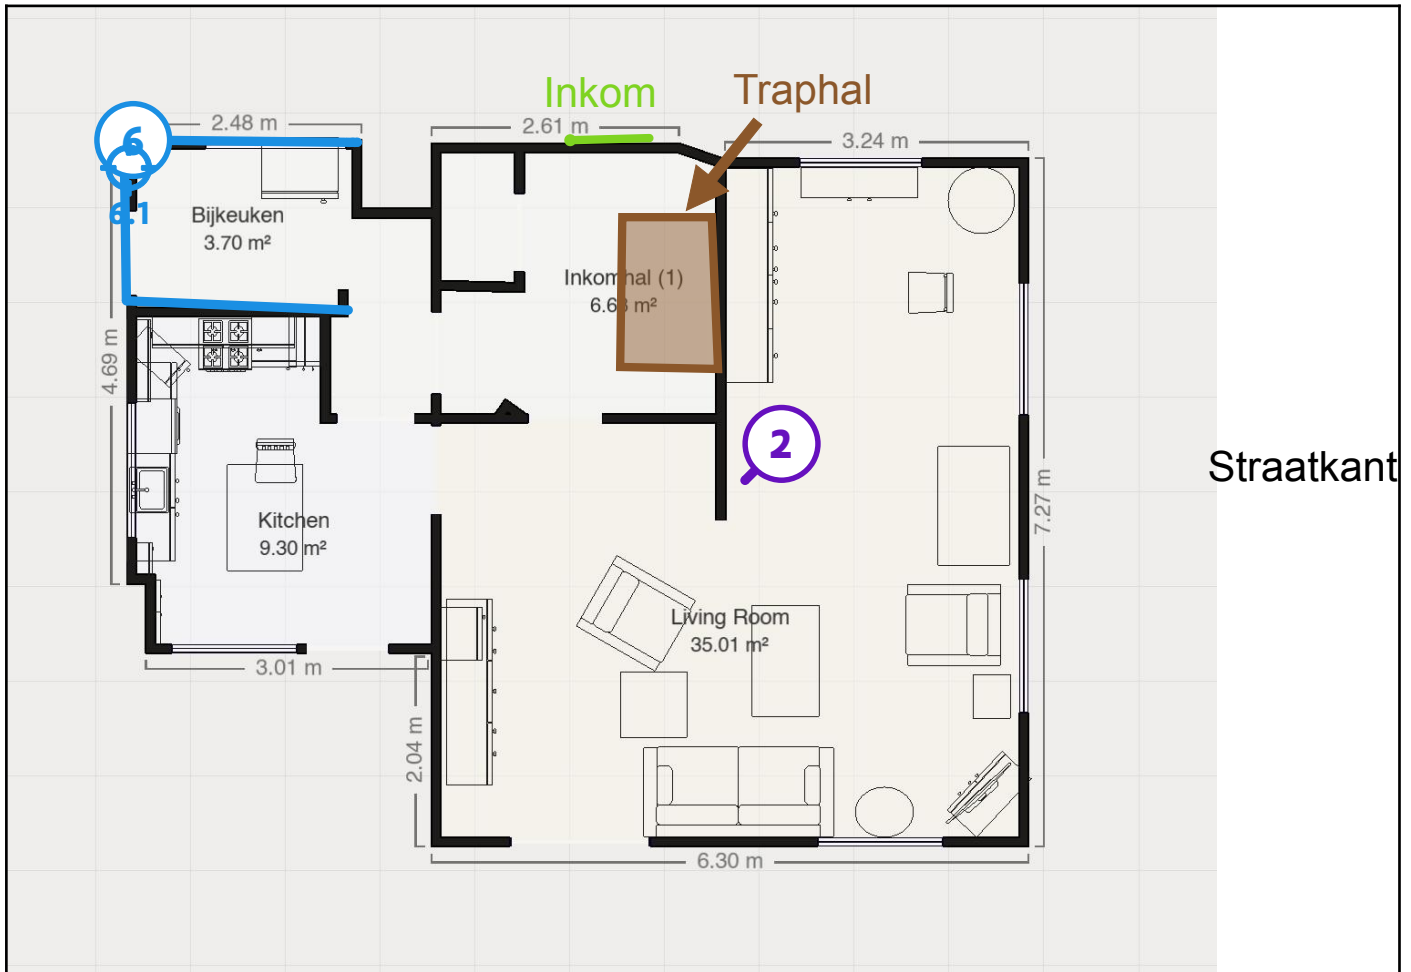 Inkom
Traphal
6
2.48 m
2.61 m
3.24 m
6.1
Bijkeuken
3.70 m²
Inkomhal (1)
6.63 m²
4.69 m
2
Straatkant
7.27 m
Kitchen
9.30 m²
Living Room
35.01 m²
3.01 m
2.04 m
6.30 m